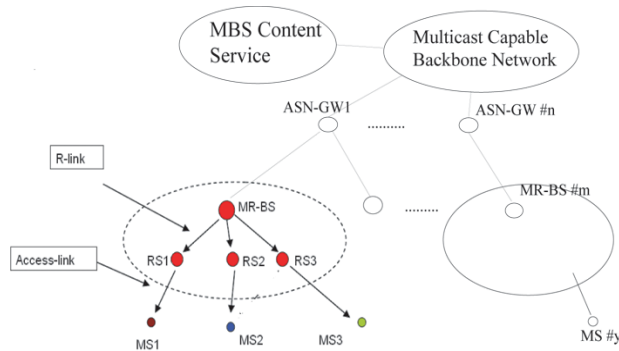 MBS Content
Service
Multicast Capable
Backbone Network
ASN-GW1
..........
ASN-GW #n
R-link
MR-BS
..........
MR-BS #m
RS1
RS2
RS3
Access-link
MS1
MS2
MS3
MS #y